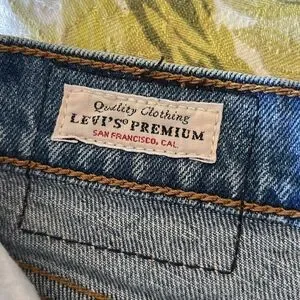 Quality Clothing
LEVI'S® PREMIUM
SAN FRANCISCO, CAL.